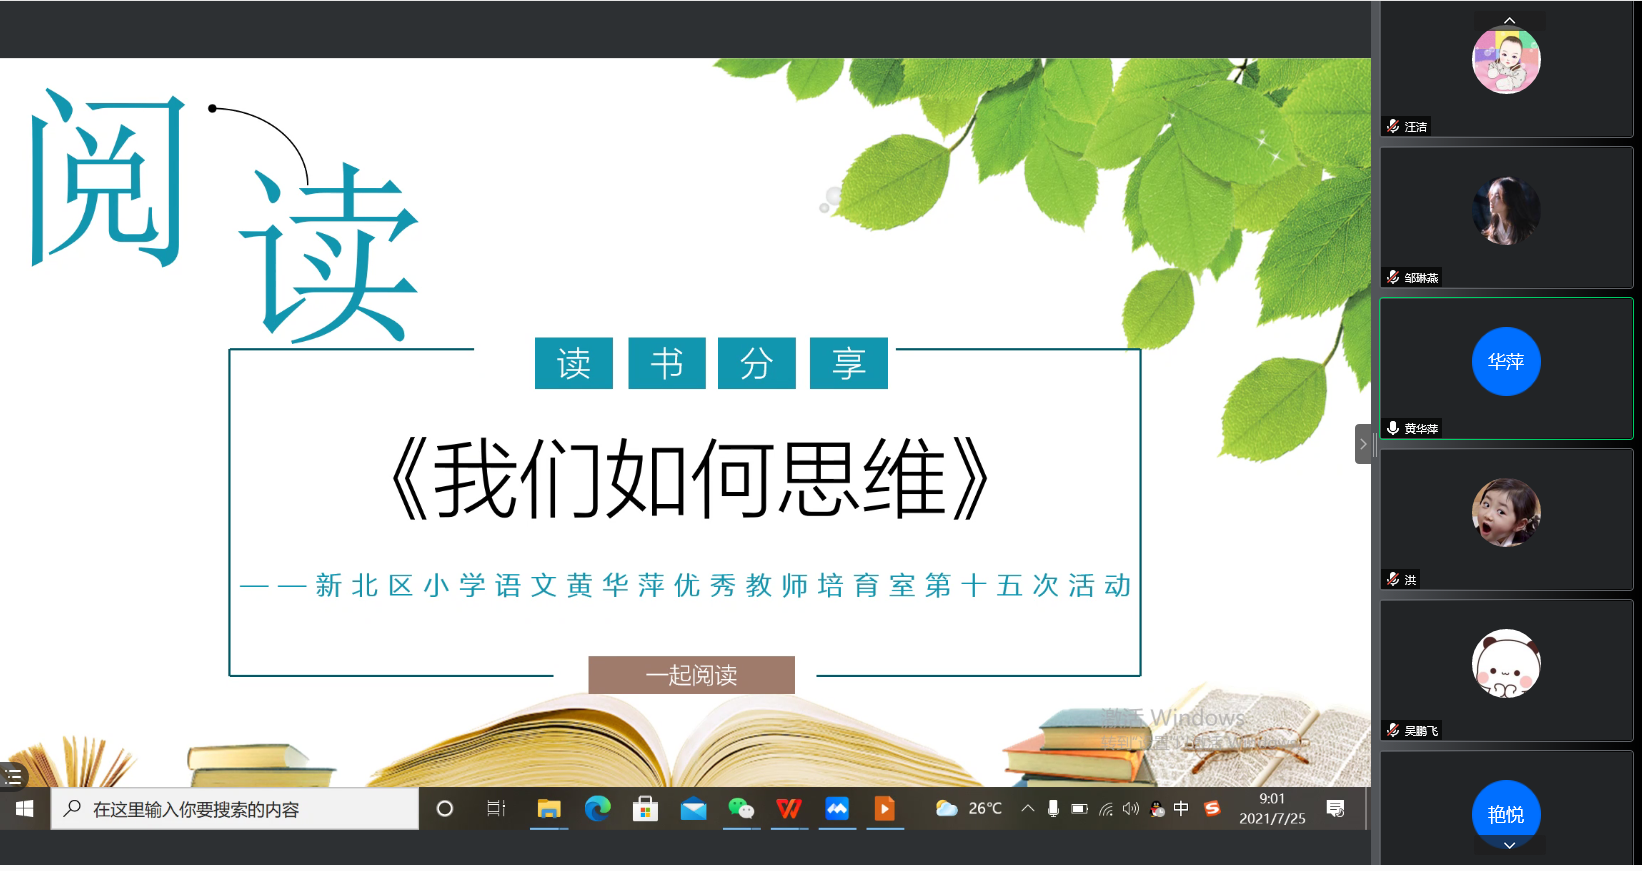 阅读
读书分享
《我们如何思维》
——新北区小学语文黄华萍优秀教师培育室第十五次活动
一起阅读
激活 Windows
在这里输入你要搜索的内容
26°C
中
9:01
2021/7/25
汪洁
邹琳燕
华萍
黄华萍
洪
吴鹏飞
艳悦